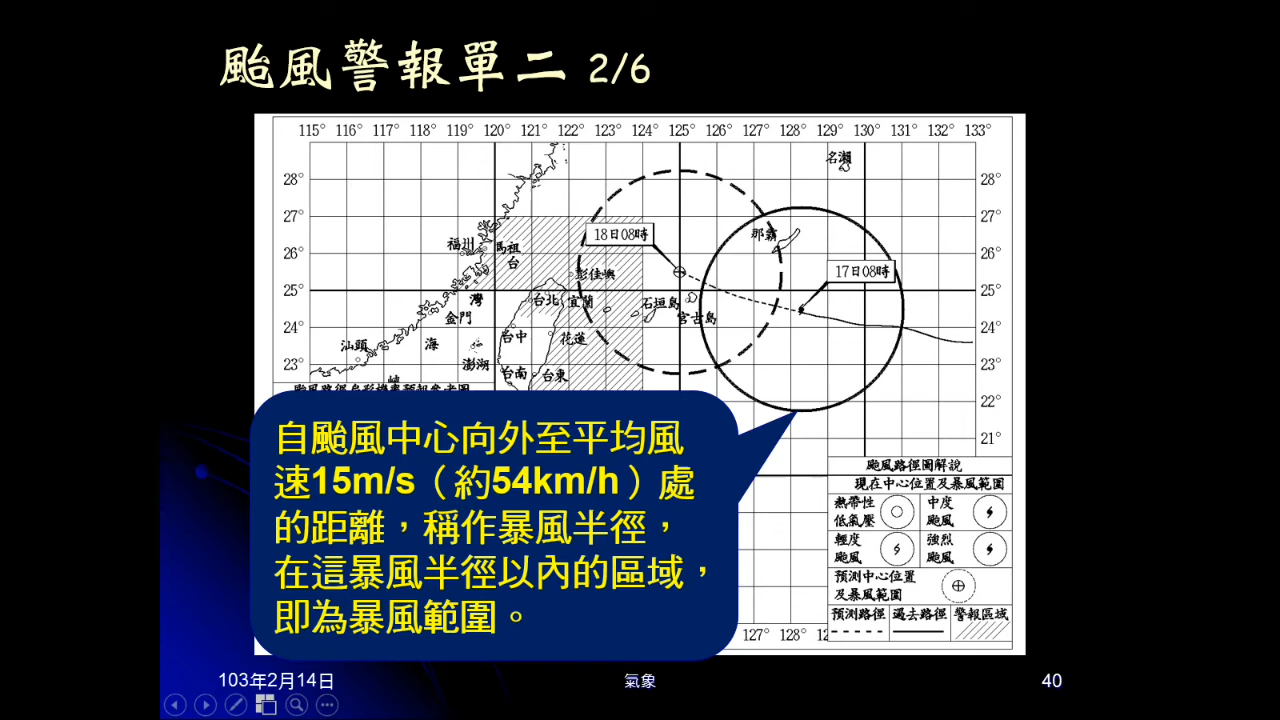 颱風警報單二 2/6
115° 116° 117° 118° 119° 120° 121° 122° 123° 124° 125° 126° 127° 128° 129° 130° 131° 132° 133°
名瀨
28° 28°
27° 27°
18日08時 那霸
福州 馬祖
26° 26°
台 彭佳嶼 17日08時
25° 25°
灣 台北 宜蘭 石垣島
金門 宮古島
24° 24°
汕頭 海 台中 花蓮
23° 澎湖 23°
台南 台東
峽
22°
21°
自颱風中心向外至平均風
速15m/s（約54km/h）處
的距離，稱作暴風半徑，
在這暴風半徑以內的區域，
即為暴風範圍。
颱風路徑圖解說
現在中心位置及暴風範圍
熱帶性 中度
低氣壓 颱風
輕度 強烈
颱風 颱風
預測中心位置
及暴風範圍
預測路徑 過去路徑 警報區域
127° 128°
103年2月14日 氣象 40